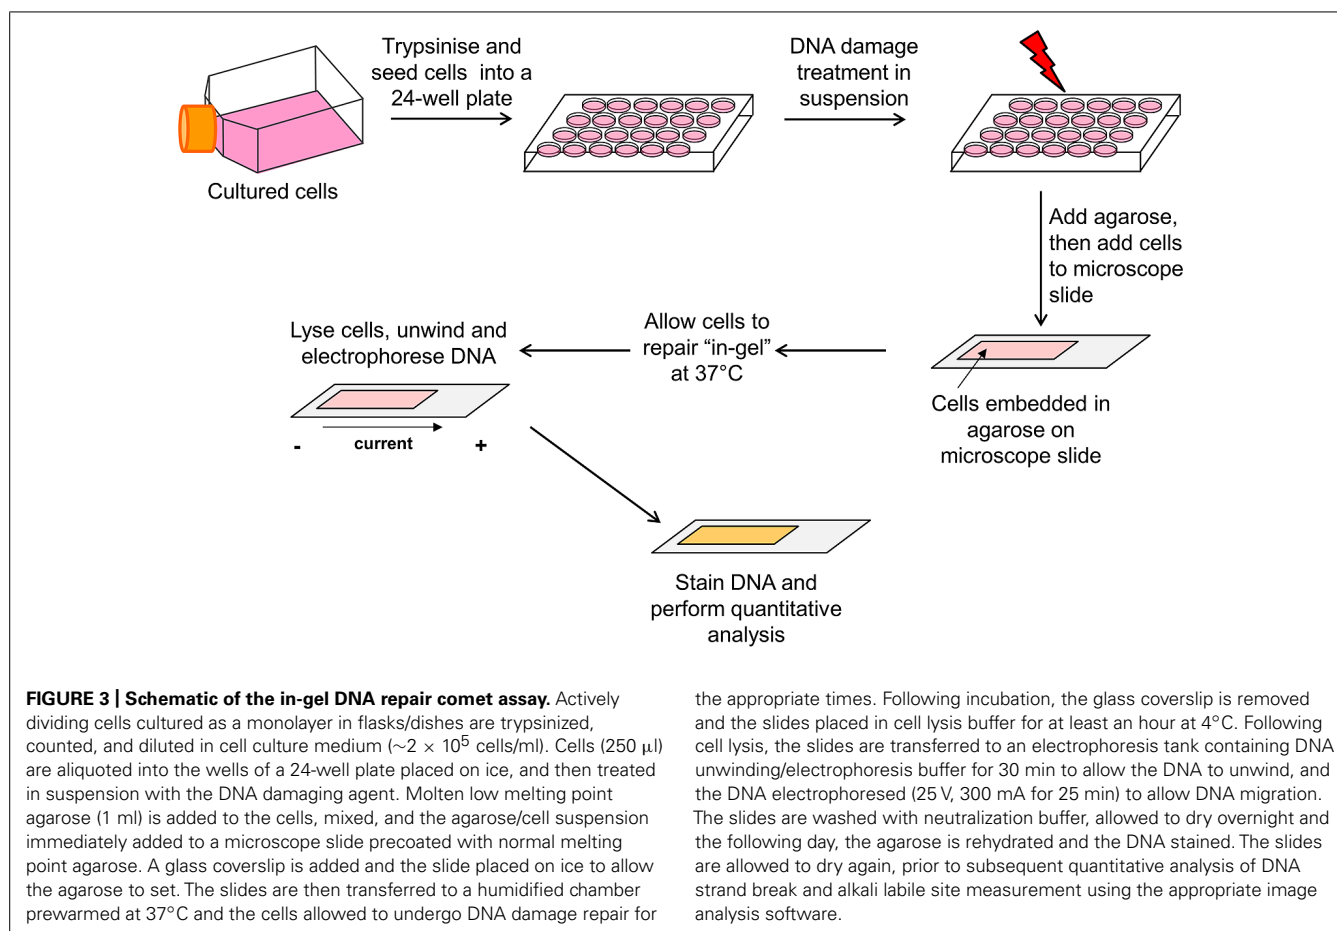 Trypsinise and
seed cells into a
24-well plate
DNA damage
treatment in
suspension
Cultured cells
Add agarose,
then add cells
to microscope
slide
Allow cells to
repair “in-gel”
at 37°C
Lyse cells, unwind and
electrophorese DNA
- current +
Cells embedded in
agarose on
microscope slide
Stain DNA and
perform quantitative
analysis
FIGURE 3 | Schematic of the in-gel DNA repair comet assay. Actively
dividing cells cultured as a monolayer in flasks/dishes are trypsinized,
counted, and diluted in cell culture medium (∼2 × 10⁵ cells/ml). Cells (250 μl)
are aliquoted into the wells of a 24-well plate placed on ice, and then treated
in suspension with the DNA damaging agent. Molten low melting point
agarose (1 ml) is added to the cells, mixed, and the agarose/cell suspension
immediately added to a microscope slide precoated with normal melting
point agarose. A glass coverslip is added and the slide placed on ice to allow
the agarose to set. The slides are then transferred to a humidified chamber
prewarmed at 37°C and the cells allowed to undergo DNA damage repair for
the appropriate times. Following incubation, the glass coverslip is removed
and the slides placed in cell lysis buffer for at least an hour at 4°C. Following
cell lysis, the slides are transferred to an electrophoresis tank containing DNA
unwinding/electrophoresis buffer for 30 min to allow the DNA to unwind, and
the DNA electrophoresed (25 V, 300 mA for 25 min) to allow DNA migration.
The slides are washed with neutralization buffer, allowed to dry overnight and
the following day, the agarose is rehydrated and the DNA stained. The slides
are allowed to dry again, prior to subsequent quantitative analysis of DNA
strand break and alkali labile site measurement using the appropriate image
analysis software.